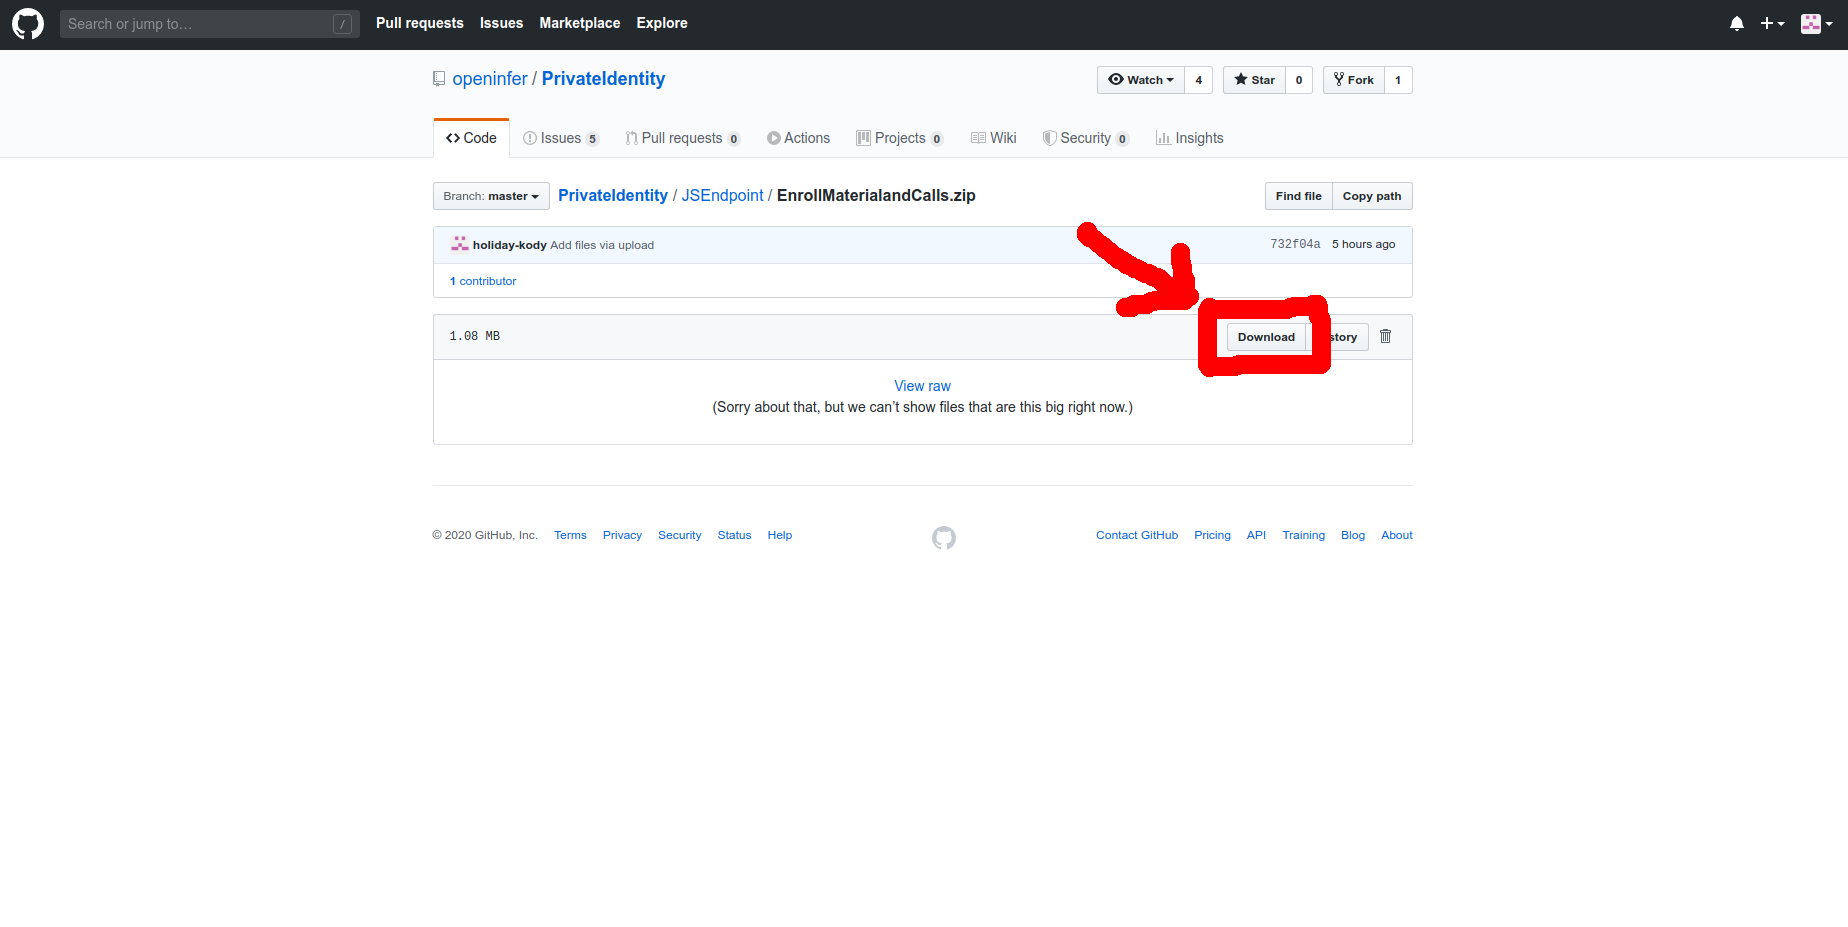 Search or jump to… /
Pull requests Issues Marketplace Explore
openinfer / PrivateIdentity
Watch 4 Star 0 Fork 1
Code Issues 5 Pull requests 0 Actions Projects 0 Wiki Security 0 Insights
Branch: master PrivateIdentity / JSEndpoint / EnrollMaterialandCalls.zip
Find file Copy path
holiday-kody Add files via upload
732f04a 5 hours ago
1 contributor
1.08 MB
Download story
View raw
(Sorry about that, but we can't show files that are this big right now.)
© 2020 GitHub, Inc. Terms Privacy Security Status Help
Contact GitHub Pricing API Training Blog About